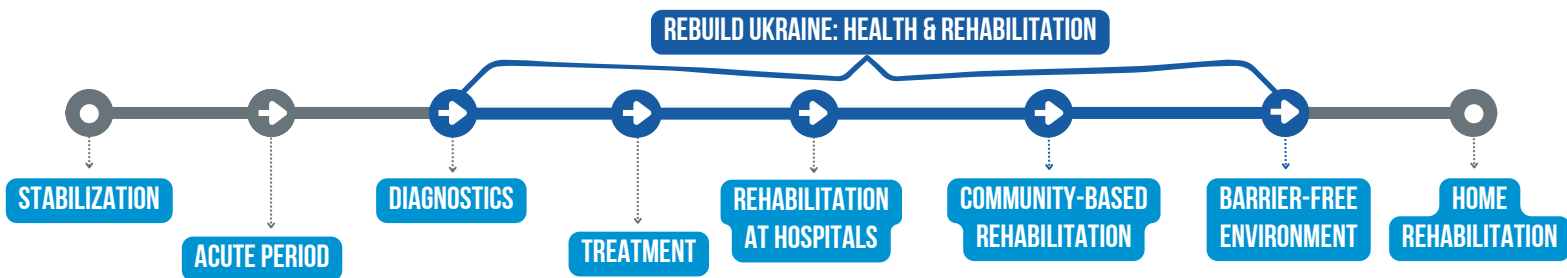 REBUILD UKRAINE: HEALTH & REHABILITATION
STABILIZATION
ACUTE PERIOD
DIAGNOSTICS
TREATMENT
REHABILITATION
AT HOSPITALS
COMMUNITY-BASED
REHABILITATION
BARRIER-FREE
ENVIRONMENT
HOME
REHABILITATION